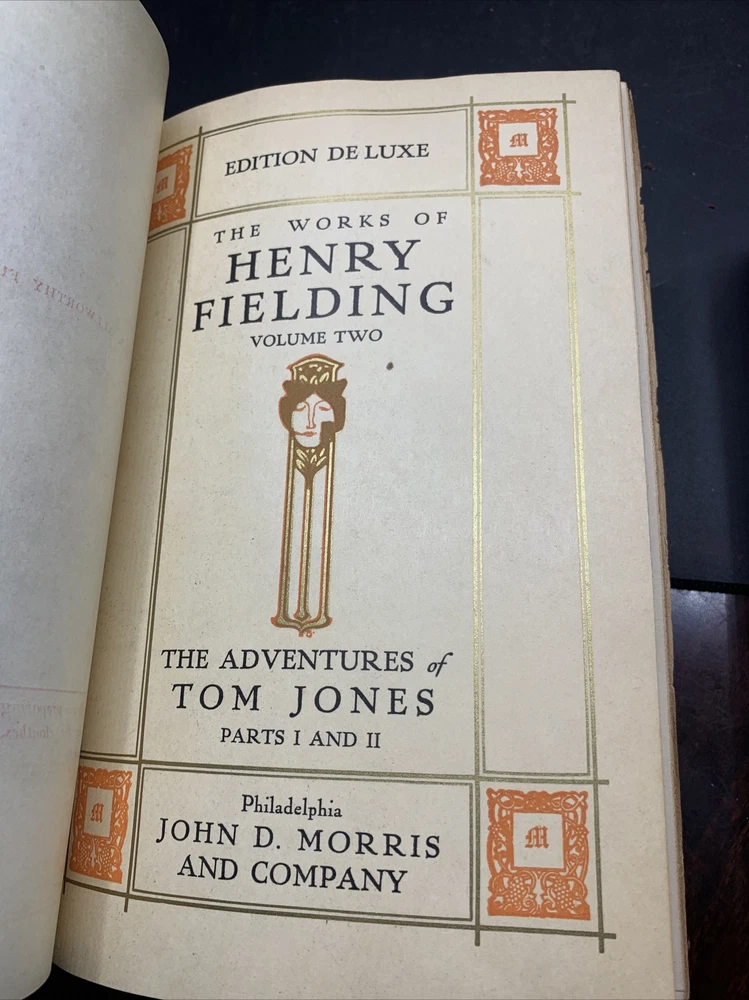 EDITION DE LUXE
THE WORKS OF
HENRY
FIELDING
VOLUME TWO
THE ADVENTURES of
TOM JONES
PARTS I AND II
Philadelphia
JOHN D. MORRIS
AND COMPANY
M
M
M
M